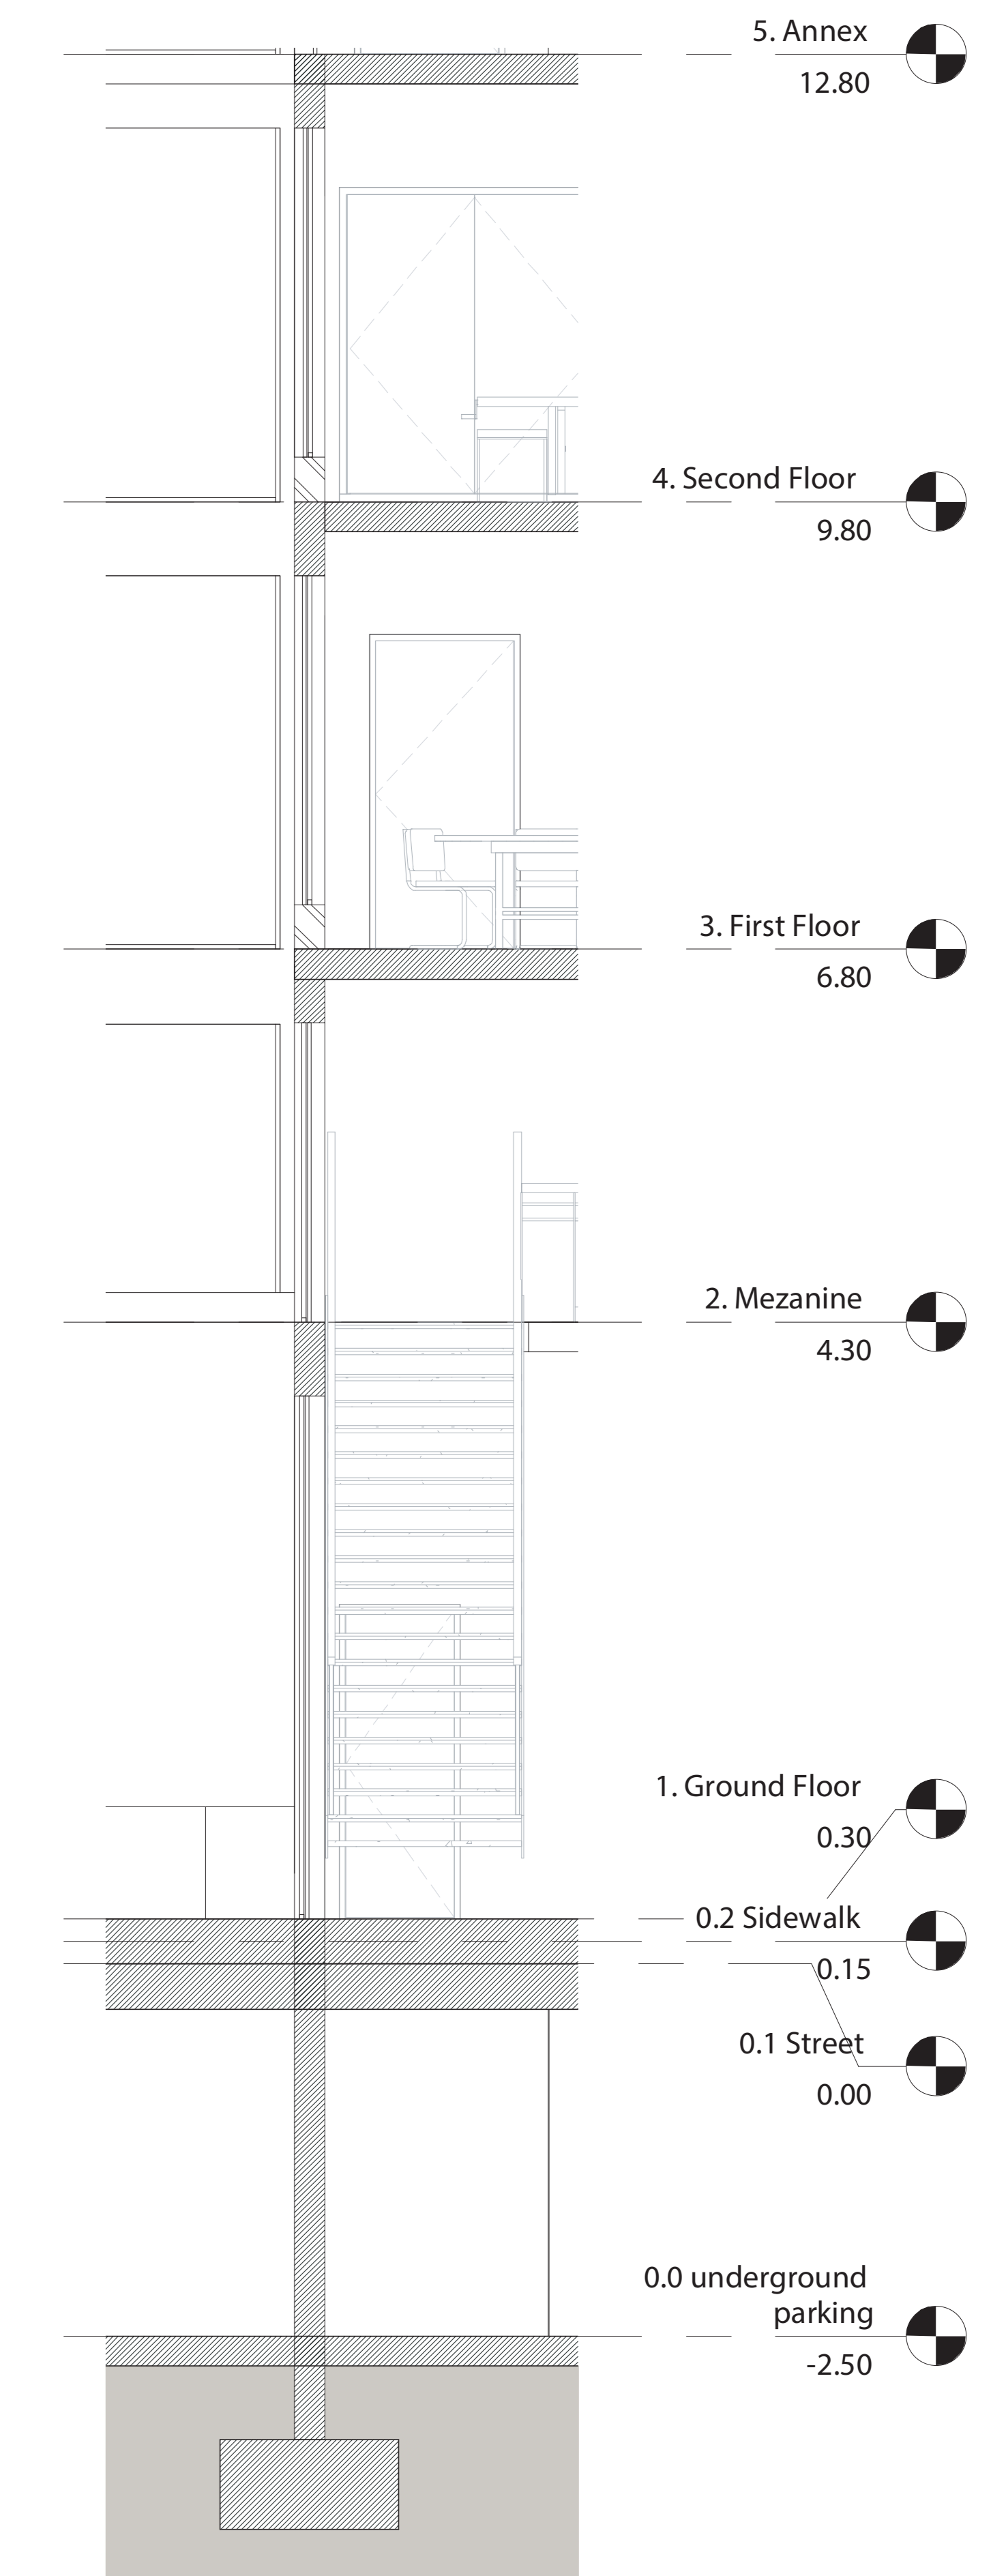 5. Annex
12.80
4. Second Floor
9.80
3. First Floor
6.80
2. Mezanine
4.30
1. Ground Floor
0.30
0.2 Sidewalk
0.15
0.1 Street
0.00
0.0 underground
parking
-2.50